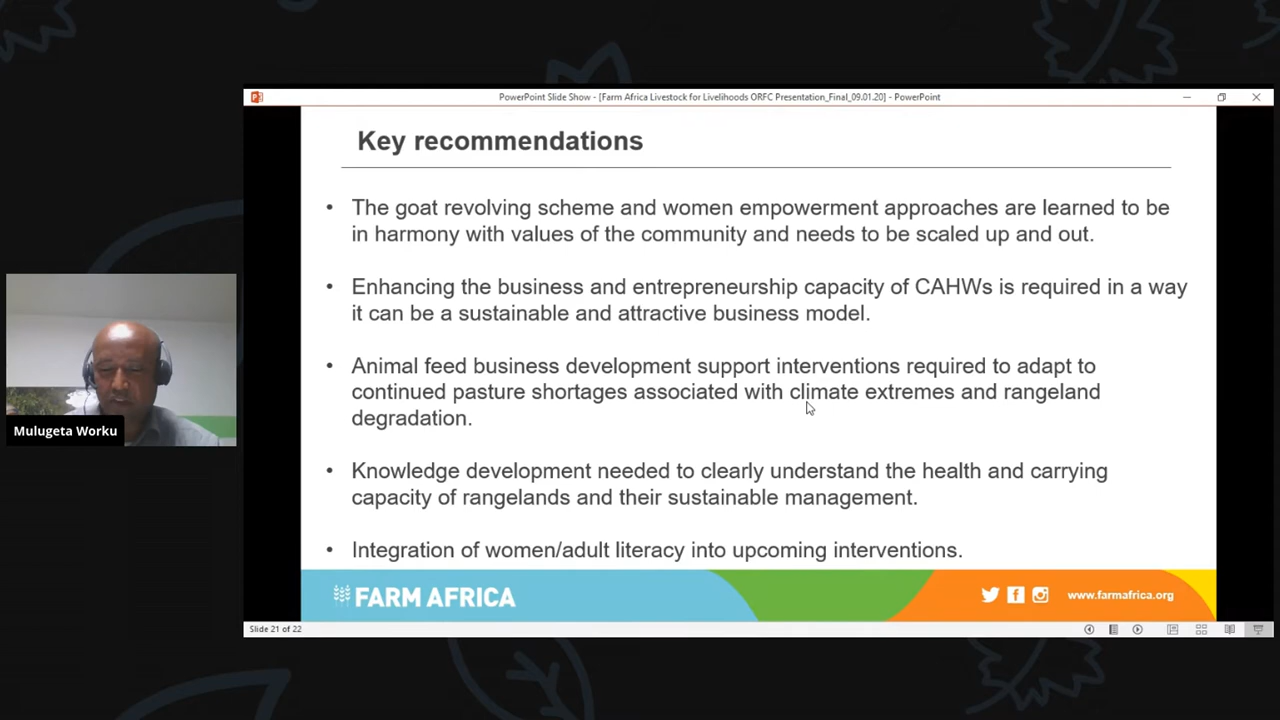 PowerPoint Slide Show - [Farm Africa Livestock for Livelihoods ORFC Presentation_Final_09.01.20] - PowerPoint
Key recommendations
• The goat revolving scheme and women empowerment approaches are learned to be
in harmony with values of the community and needs to be scaled up and out.
• Enhancing the business and entrepreneurship capacity of CAHWs is required in a way
it can be a sustainable and attractive business model.
• Animal feed business development support interventions required to adapt to
continued pasture shortages associated with climate extremes and rangeland
degradation.
• Knowledge development needed to clearly understand the health and carrying
capacity of rangelands and their sustainable management.
• Integration of women/adult literacy into upcoming interventions.
Mulugeta Worku
FARM AFRICA
www.farmafrica.org
Slide 21 of 22